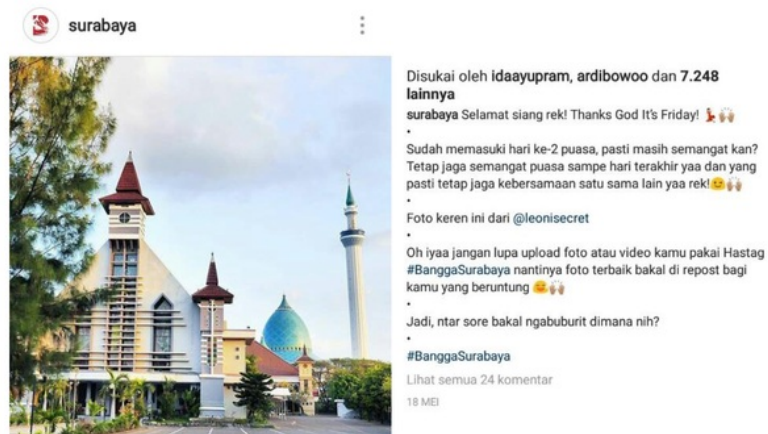 surabaya
Disukai oleh idaayupram, ardibowoo dan 7.248
lainnya
surabaya Selamat siang rek! Thanks God It's Friday! 💃🙌
•
Sudah memasuki hari ke-2 puasa, pasti masih semangat kan?
Tetap jaga semangat puasa sampe hari terakhir yaa dan yang
pasti tetap jaga kebersamaan satu sama lain yaa rek!😊🙌
•
Foto keren ini dari @leonisecret
•
Oh iyaa jangan lupa upload foto atau video kamu pakai Hastag
#BanggaSurabaya nantinya foto terbaik bakal di repost bagi
kamu yang beruntung 😊🙌
•
Jadi, ntar sore bakal ngabuburit dimana nih?
•
#BanggaSurabaya
Lihat semua 24 komentar
18 MEI